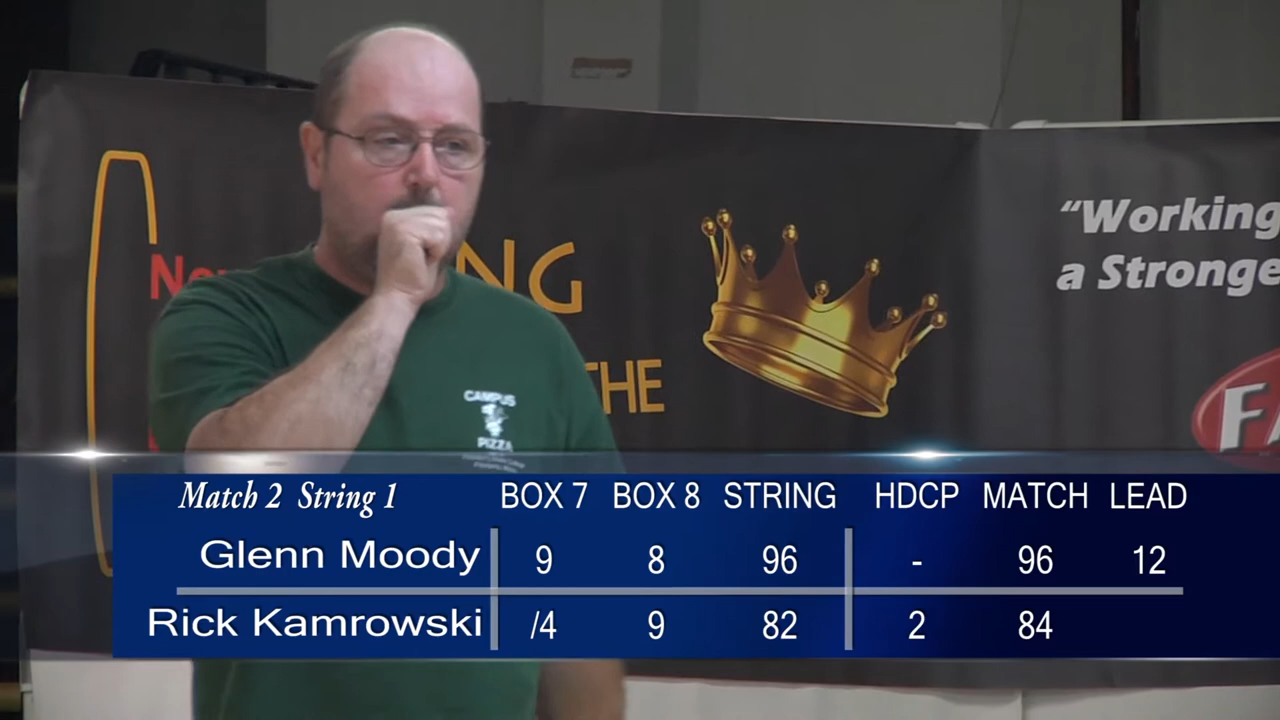 NG
THE
"Working
a Stronge
FA
CAMPUS
PIZZA
Match 2 String 1 BOX 7 BOX 8 STRING HDCP MATCH LEAD
Glenn Moody 9 8 96 - 96 12
Rick Kamrowski /4 9 82 2 84